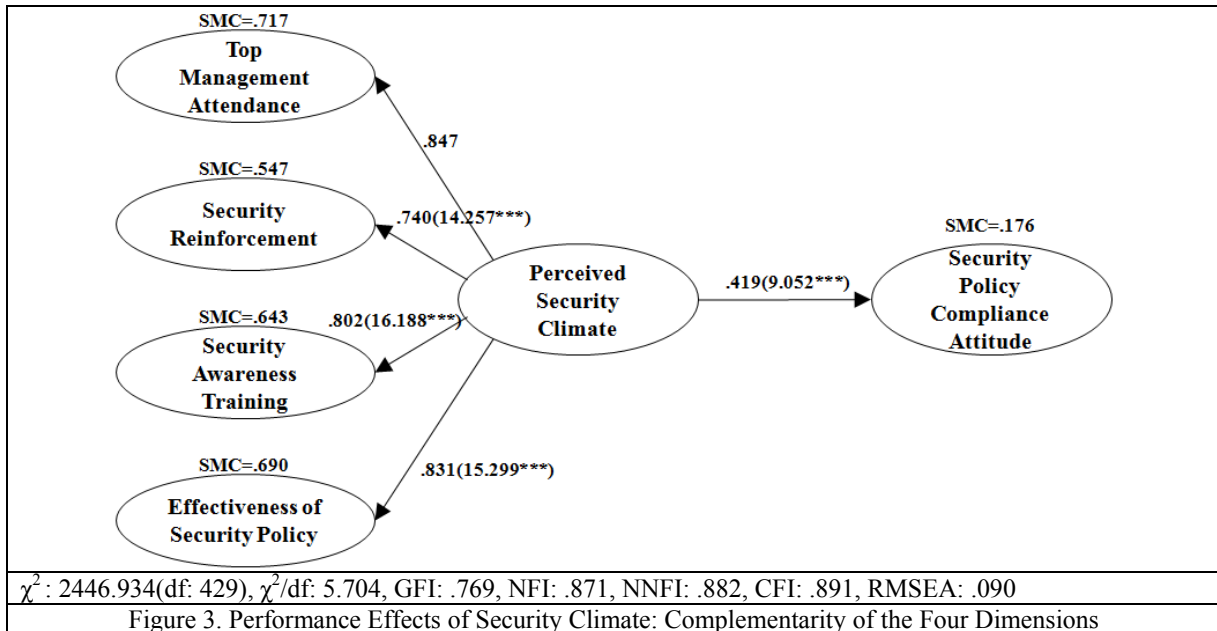 SMC=.717
Top
Management
Attendance
.847
SMC=.547
Security
Reinforcement
.740(14.257***)
SMC=.643
Security
Awareness
Training
.802(16.188***)
SMC=.690
Effectiveness of
Security Policy
.831(15.299***)
Perceived
Security
Climate
.419(9.052***)
SMC=.176
Security
Policy
Compliance
Attitude
χ² : 2446.934(df: 429), χ²/df: 5.704, GFI: .769, NFI: .871, NNFI: .882, CFI: .891, RMSEA: .090
Figure 3. Performance Effects of Security Climate: Complementarity of the Four Dimensions